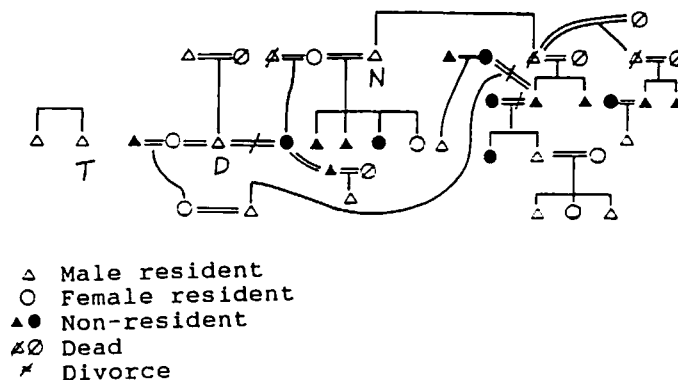 N
T
D
Male resident
Female resident
Non-resident
Dead
Divorce